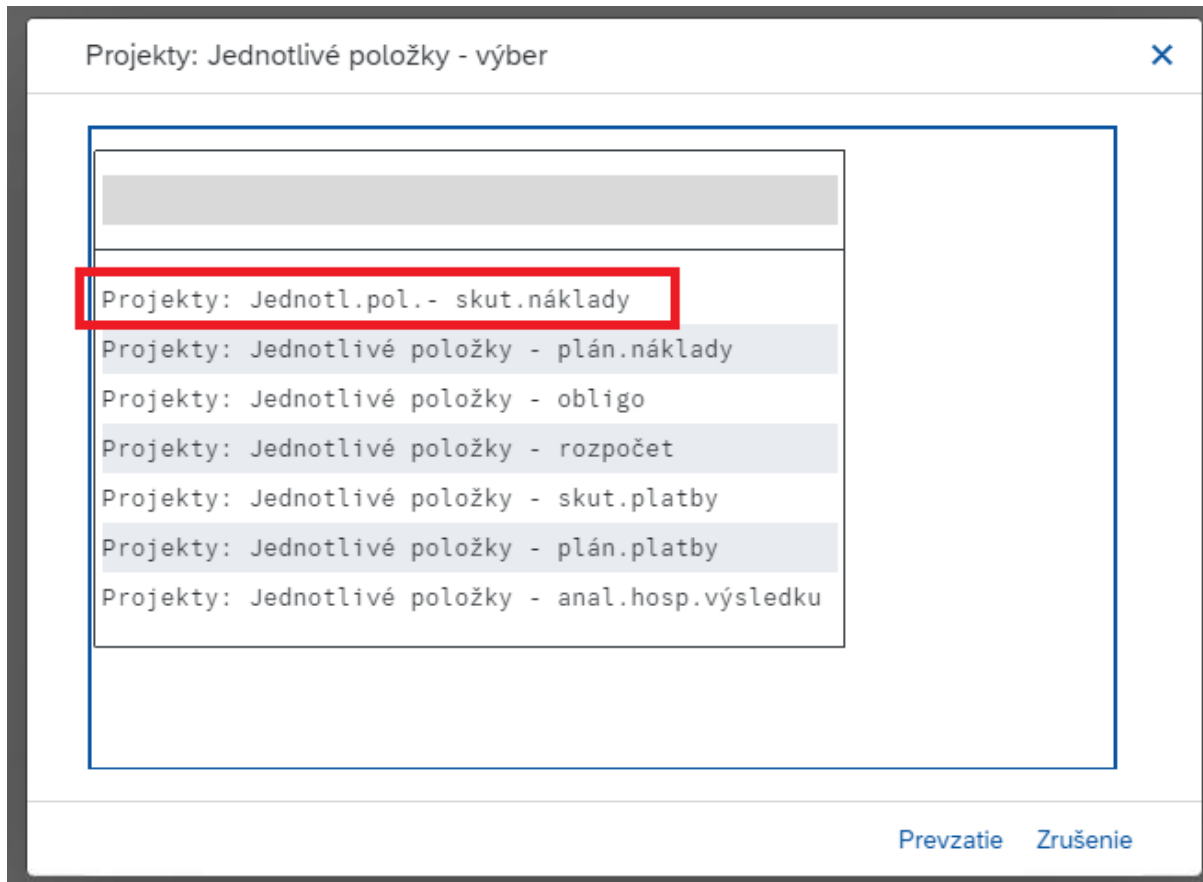 Projekty: Jednotlivé položky - výber
Projekty: Jednotl.pol.- skut.náklady
Projekty: Jednotlivé položky - plán.náklady
Projekty: Jednotlivé položky - obligo
Projekty: Jednotlivé položky - rozpočet
Projekty: Jednotlivé položky - skut.platby
Projekty: Jednotlivé položky - plán.platby
Projekty: Jednotlivé položky - anal.hosp.výsledku
Prevzatie Zrušenie